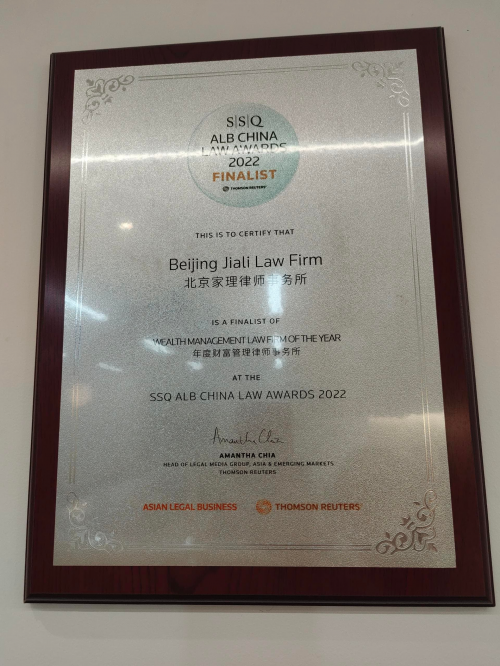 S|S|Q
ALB CHINA
LAW AWARDS
2022
FINALIST
THOMSON REUTERS
THIS IS TO CERTIFY THAT
Beijing Jiali Law Firm
北京家理律师事务所
IS A FINALIST OF
WEALTH MANAGEMENT LAW FIRM OF THE YEAR
年度财富管理律师事务所
AT THE
SSQ ALB CHINA LAW AWARDS 2022
Amantha Chia
AMANTHA CHIA
HEAD OF LEGAL MEDIA GROUP, ASIA & EMERGING MARKETS
THOMSON REUTERS
ASIAN LEGAL BUSINESS THOMSON REUTERS®